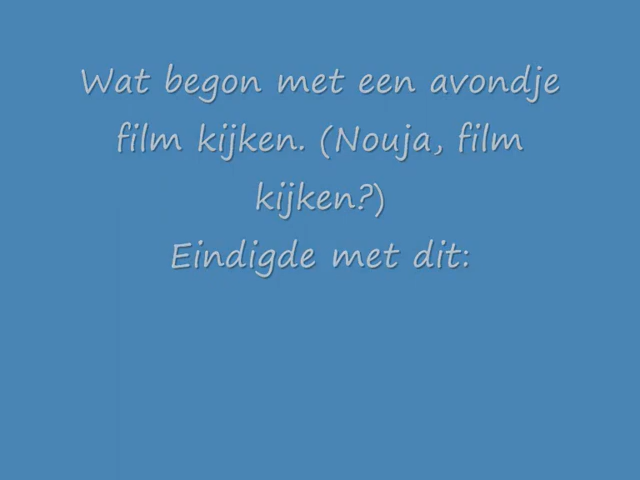 Wat begon met een avondje
film kijken. (Nouja, film
kijken?)
Eindigde met dit: